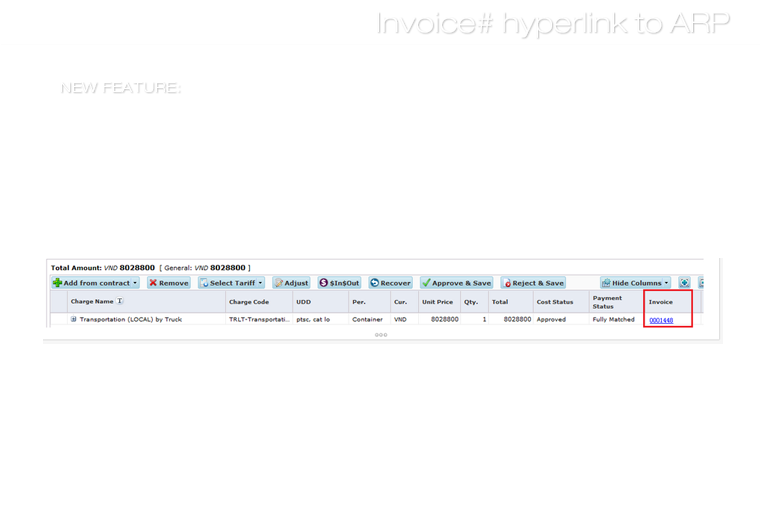 Invoice# hyperlink to ARP
NEW FEATURE:
Total Amount: VND 8028800 [ General: VND 8028800 ]
Add from contract Remove Select Tariff Adjust $In$Out Recover Approve & Save Reject & Save Hide Columns
Charge Name Charge Code UDD Per. Cur. Unit Price Qty. Total Cost Status Payment Status Invoice
Transportation (LOCAL) by Truck TRLT-Transportati... ptsc, cat lo Container VND 8028800 1 8028800 Approved Fully Matched 0001448